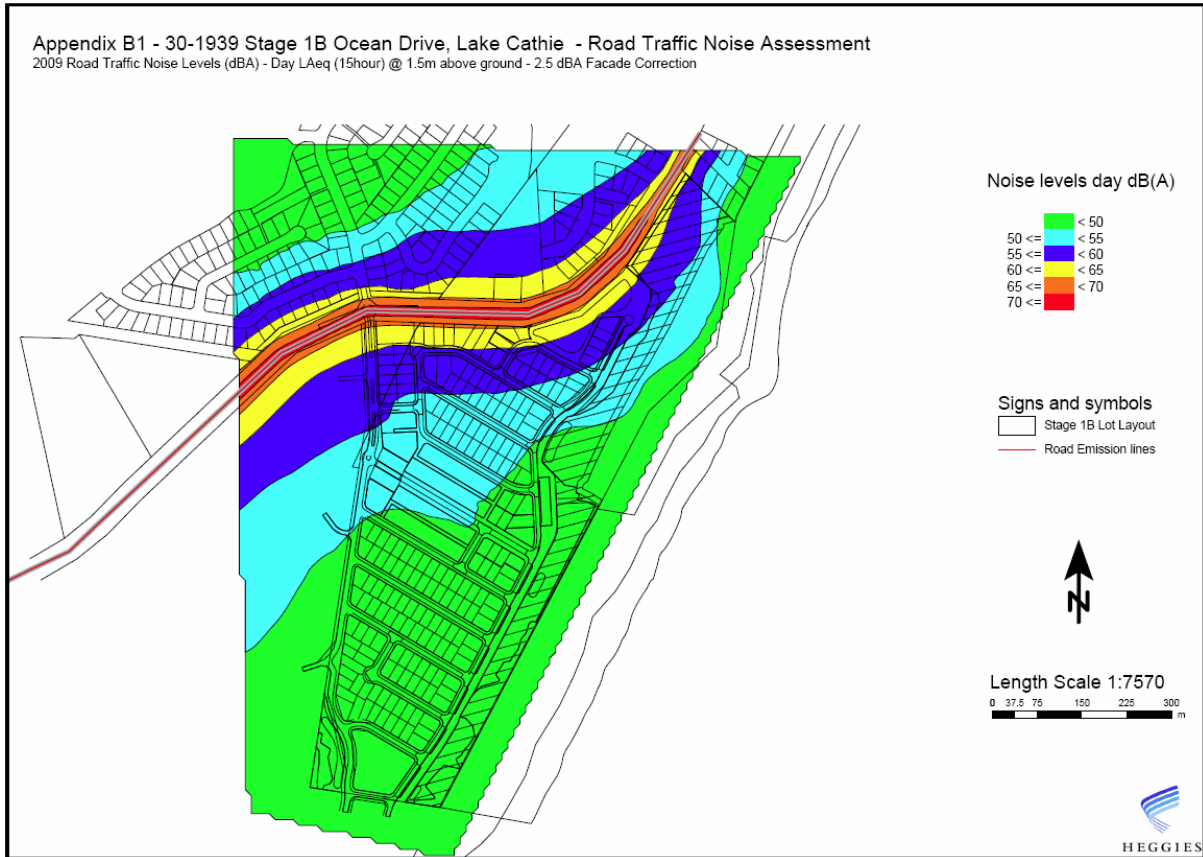 Appendix B1 - 30-1939 Stage 1B Ocean Drive, Lake Cathie - Road Traffic Noise Assessment
2009 Road Traffic Noise Levels (dBA) - Day LAeq (15hour) @ 1.5m above ground - 2.5 dBA Facade Correction
Noise levels day dB(A)
< 50
50 <= < 55
55 <= < 60
60 <= < 65
65 <= < 70
70 <=
Signs and symbols
Stage 1B Lot Layout
Road Emission lines
N
Length Scale 1:7570
0 37.5 75 150 225 300
m
HEGGIES